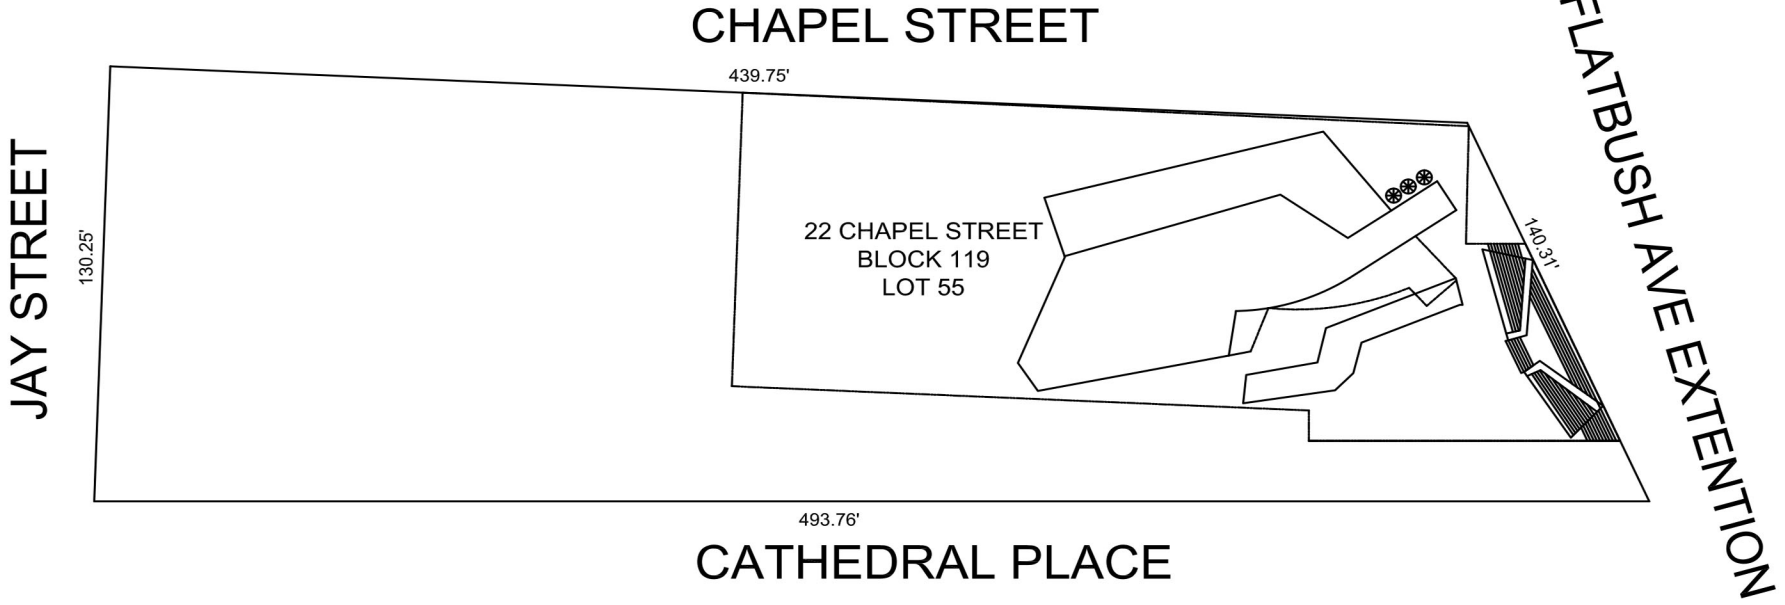 CHAPEL STREET
439.75'
FLATBUSH AVE EXTENTION
JAY STREET
130.25'
22 CHAPEL STREET
BLOCK 119
LOT 55
140.31'
493.76'
CATHEDRAL PLACE